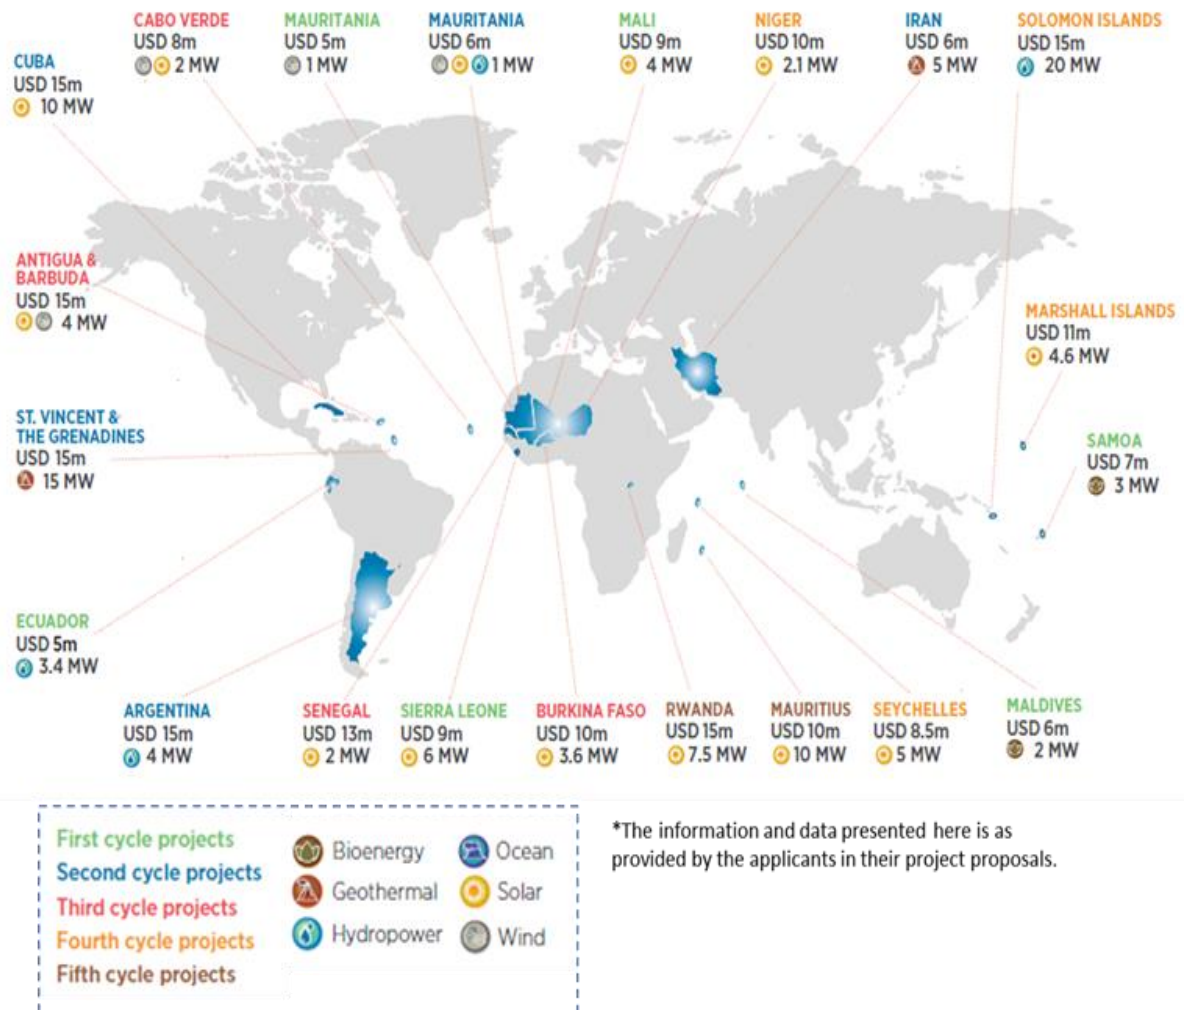 CABO VERDE
USD 8m
2 MW
MAURITANIA
USD 5m
1 MW
MAURITANIA
USD 6m
1 MW
MALI
USD 9m
4 MW
NIGER
USD 10m
2.1 MW
IRAN
USD 6m
5 MW
SOLOMON ISLANDS
USD 15m
20 MW
CUBA
USD 15m
10 MW
ANTIGUA &
BARBUDA
USD 15m
4 MW
MARSHALL ISLANDS
USD 11m
4.6 MW
ST. VINCENT &
THE GRENADINES
USD 15m
15 MW
SAMOA
USD 7m
3 MW
ECUADOR
USD 5m
3.4 MW
ARGENTINA
USD 15m
4 MW
SENEGAL
USD 13m
2 MW
SIERRA LEONE
USD 9m
6 MW
BURKINA FASO
USD 10m
3.6 MW
RWANDA
USD 15m
7.5 MW
MAURITIUS
USD 10m
10 MW
SEYCHELLES
USD 8.5m
5 MW
MALDIVES
USD 6m
2 MW
First cycle projects
Second cycle projects
Third cycle projects
Fourth cycle projects
Fifth cycle projects
Bioenergy
Geothermal
Hydropower
Ocean
Solar
Wind
*The information and data presented here is as
provided by the applicants in their project proposals.